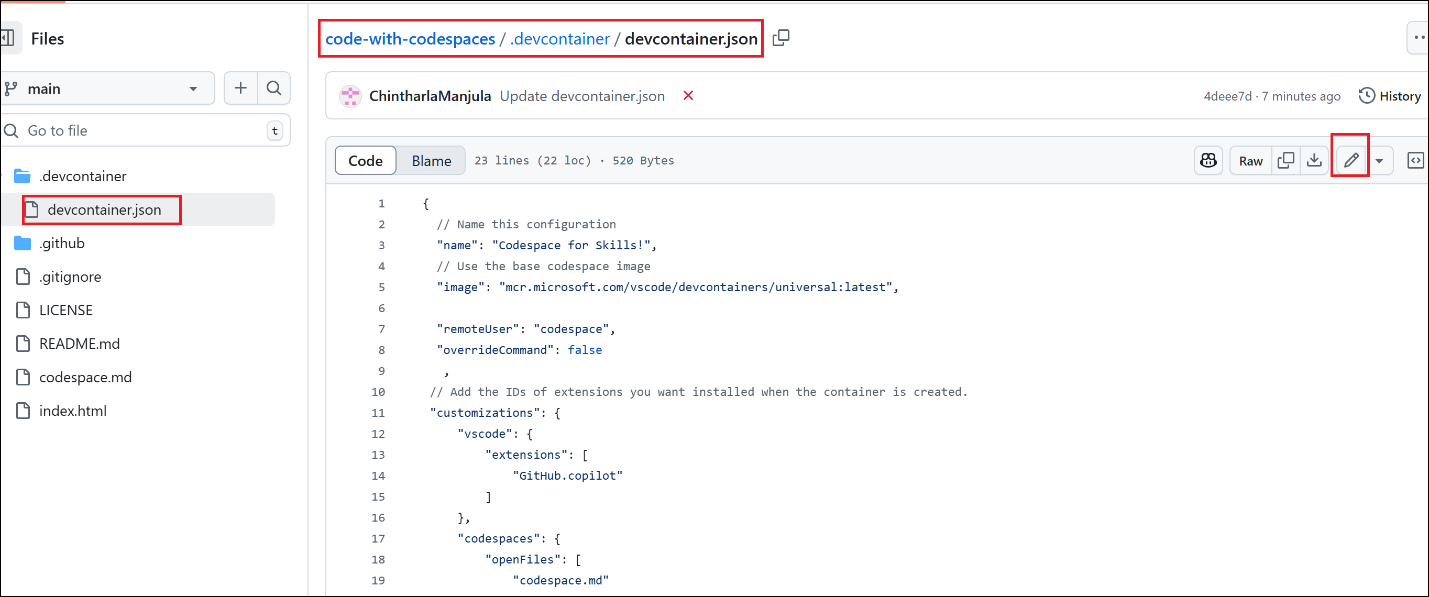 Files
main
Go to file
t
.devcontainer
devcontainer.json
.github
.gitignore
LICENSE
README.md
codespace.md
index.html
code-with-codespaces / .devcontainer / devcontainer.json
ChintharlaManjula Update devcontainer.json
4deee7d · 7 minutes ago
History
Code
Blame
23 lines (22 loc) · 520 Bytes
Raw
1 {
2 // Name this configuration
3 "name": "Codespace for Skills!",
4 // Use the base codespace image
5 "image": "mcr.microsoft.com/vscode/devcontainers/universal:latest",
6
7 "remoteUser": "codespace",
8 "overrideCommand": false
9 ,
10 // Add the IDs of extensions you want installed when the container is created.
11 "customizations": {
12 "vscode": {
13 "extensions": [
14 "GitHub.copilot"
15 ]
16 },
17 "codespaces": {
18 "openFiles": [
19 "codespace.md"